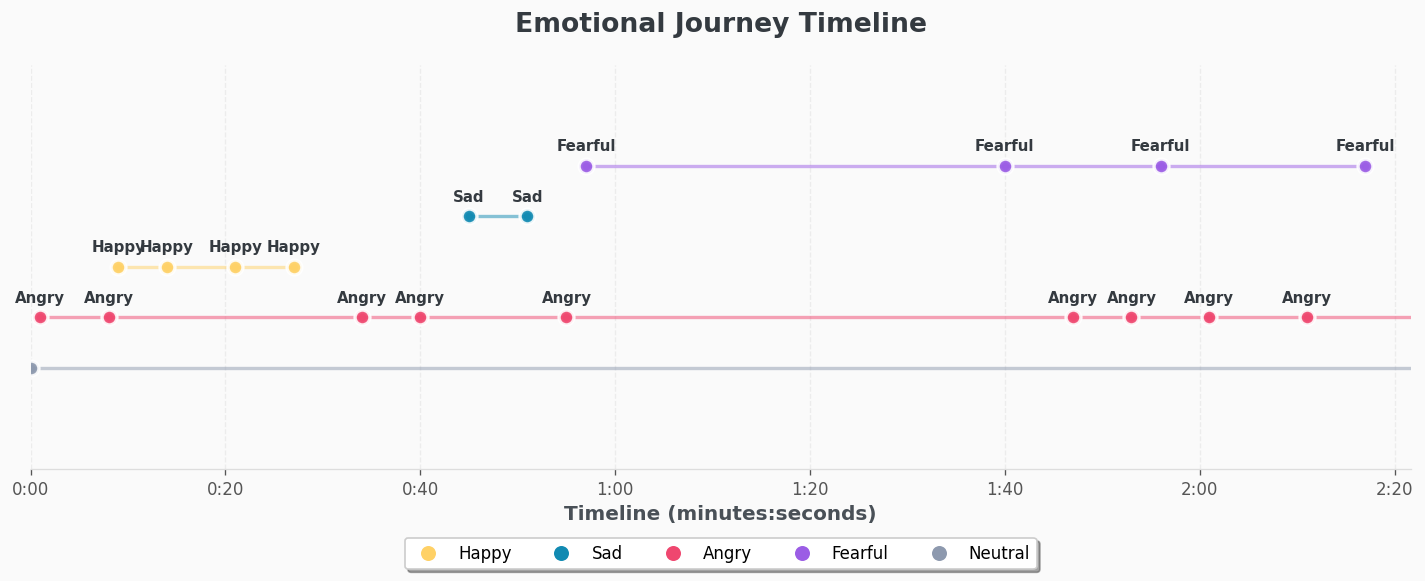 Emotional Journey Timeline
Fearful Fearful Fearful Fearful
Sad Sad
Happy Happy Happy Happy
Angry Angry Angry Angry Angry Angry Angry Angry Angry
0:00 0:20 0:40 1:00 1:20 1:40 2:00 2:20
Timeline (minutes:seconds)
Happy Sad Angry Fearful Neutral